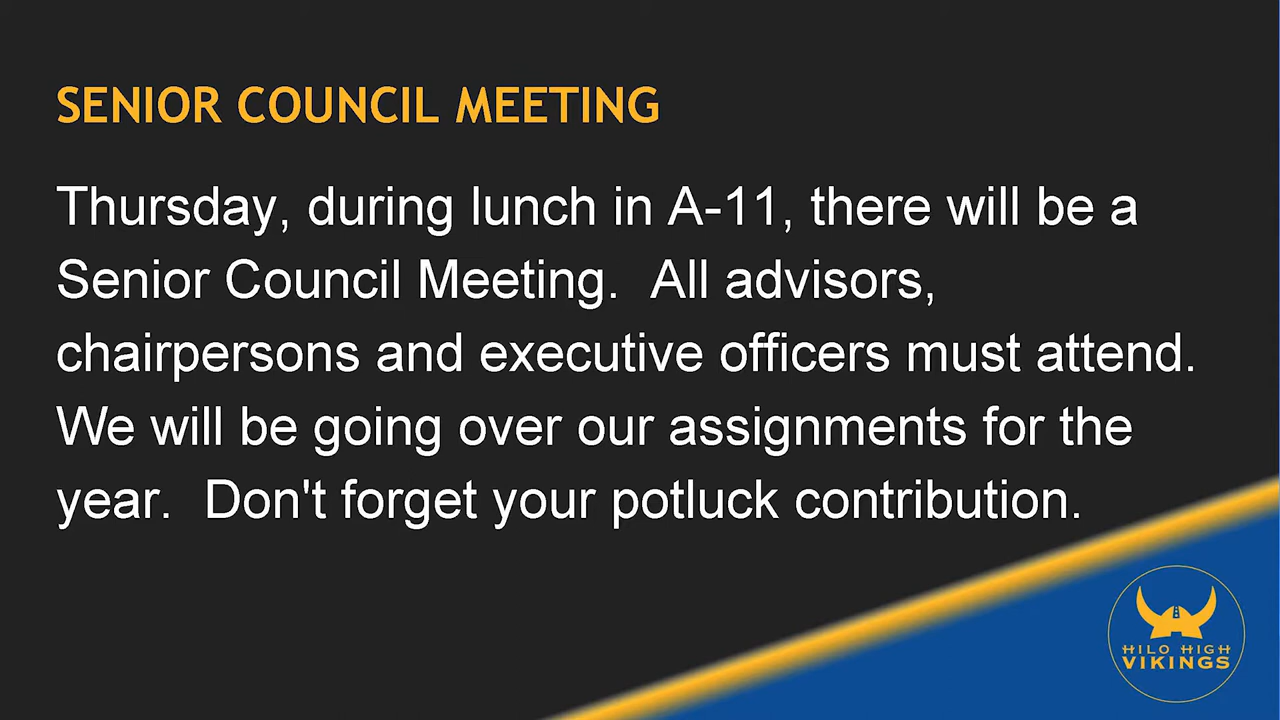 SENIOR COUNCIL MEETING
Thursday, during lunch in A-11, there will be a
Senior Council Meeting.  All advisors,
chairpersons and executive officers must attend.
We will be going over our assignments for the
year.  Don't forget your potluck contribution.
HILO HIGH
VIKINGS